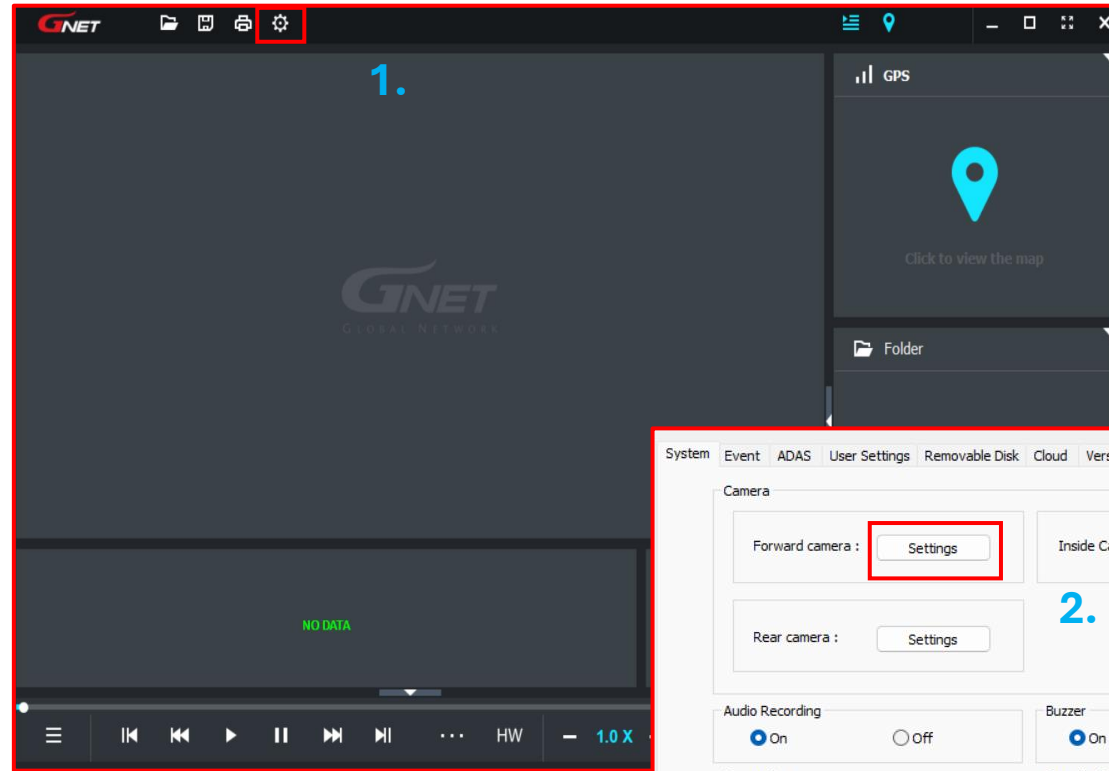 GNET
1.
GPS
Click to view the map
GNET
GLOBAL NETWORK
Folder
System Event ADAS User Settings Removable Disk Cloud
Camera
Forward camera : Settings
Inside
2.
Rear camera : Settings
NO DATA
Audio Recording
On Off
Buzzer
On
HW
1.0 X